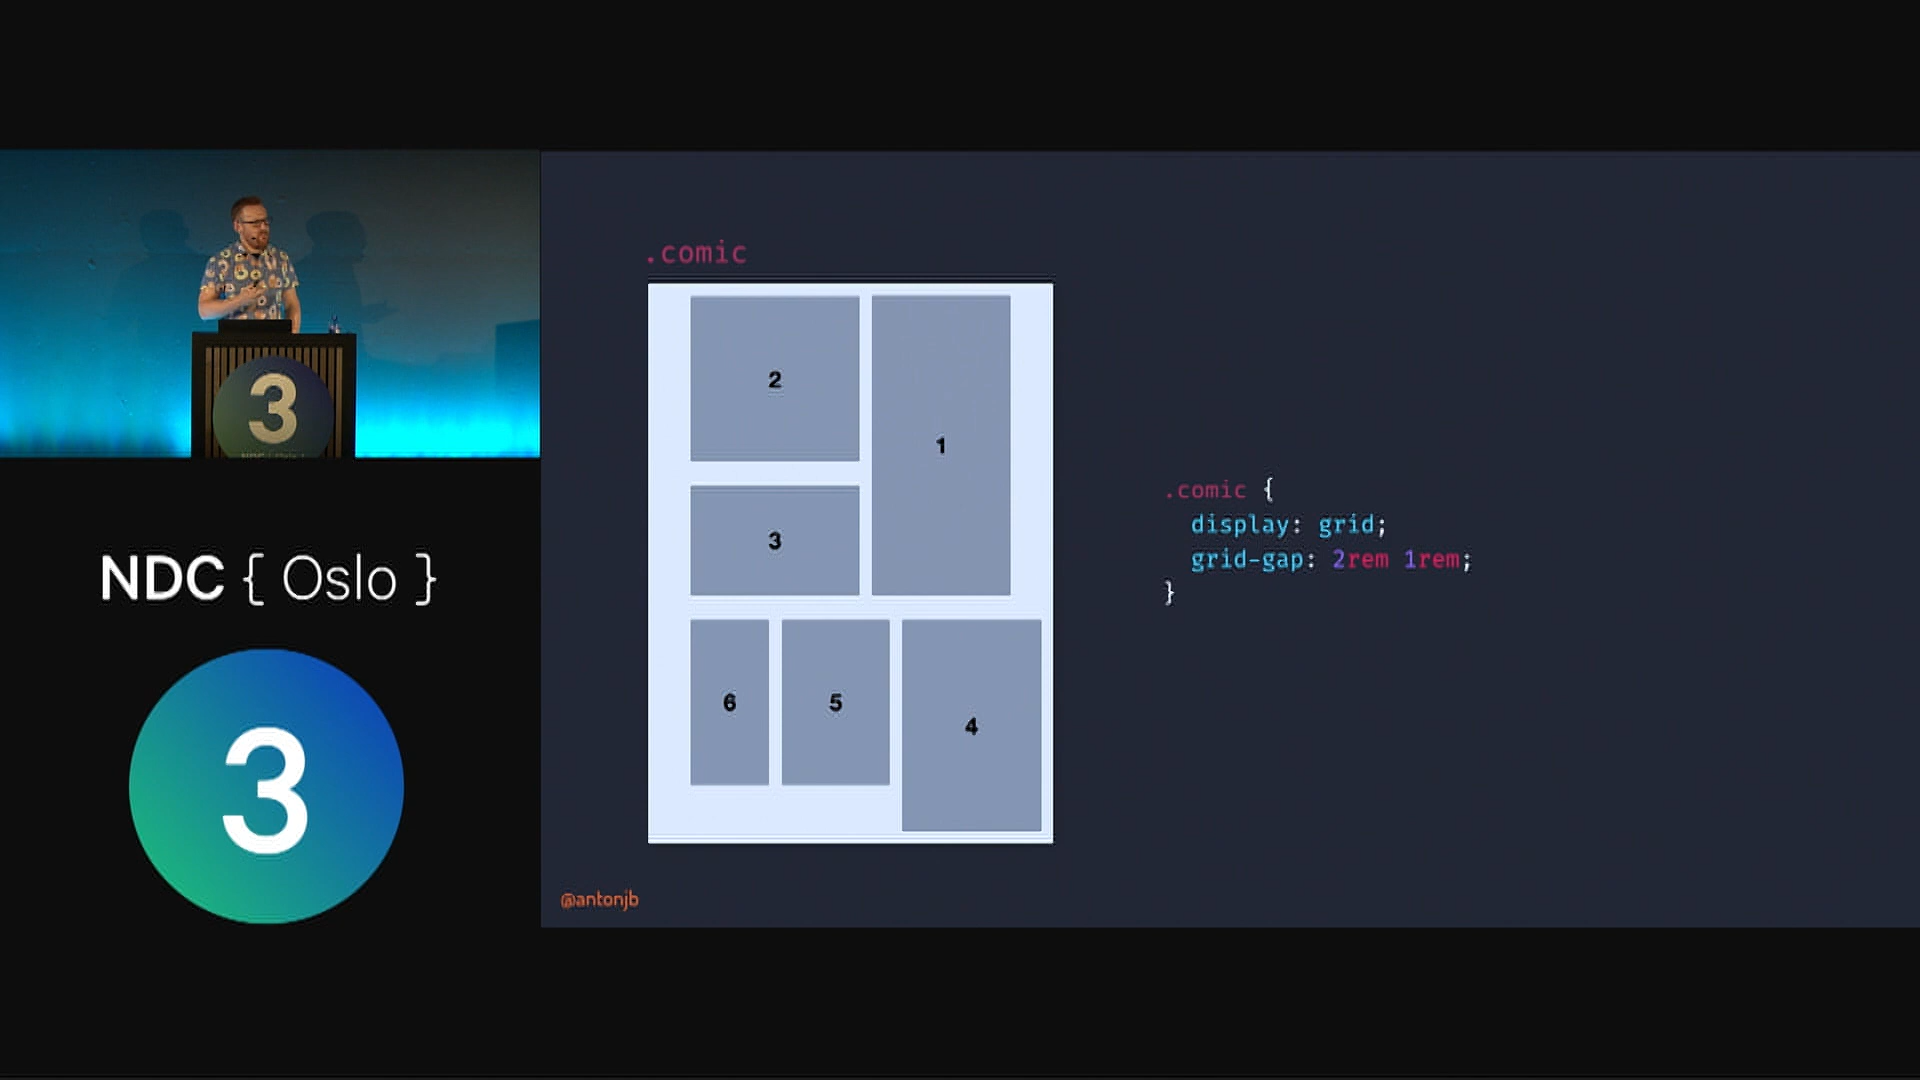 3
NDC { Oslo }
3
.comic
2
1
3
6
5
4
.comic {
display: grid;
grid-gap: 2rem 1rem;
}
@antonjb